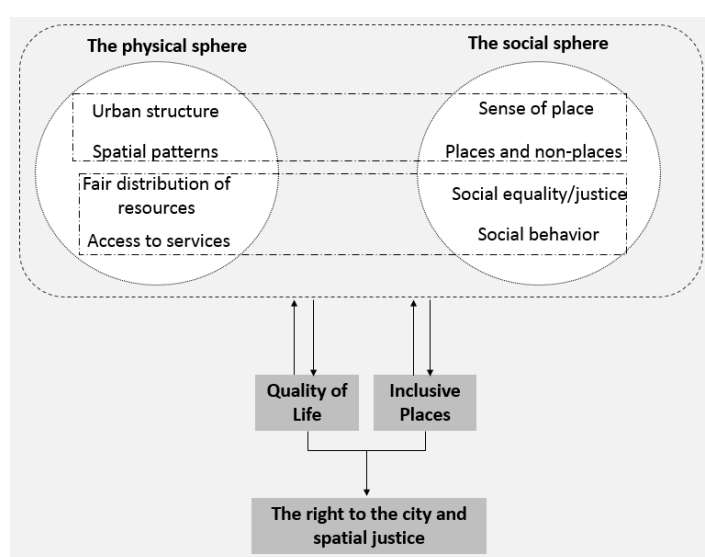 The physical sphere
The social sphere
Urban structure
Spatial patterns
Fair distribution of
resources
Access to services
Sense of place
Places and non-places
Social equality/justice
Social behavior
Quality of
Life
Inclusive
Places
The right to the city and
spatial justice